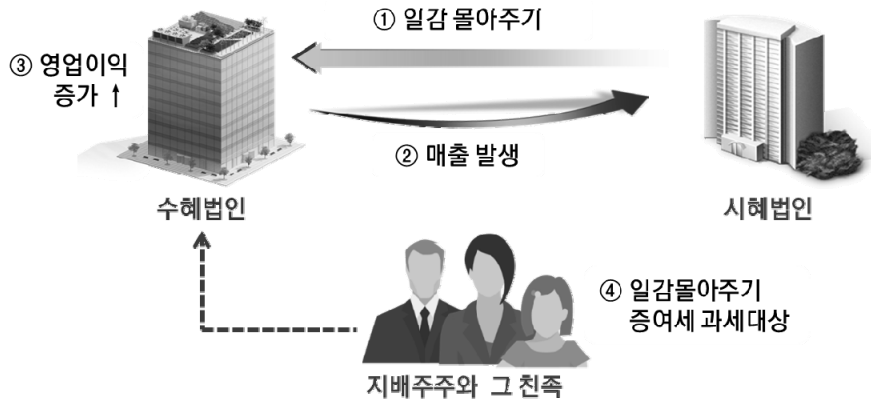 ① 일감 몰아주기
③ 영업이익
증가 ↑
② 매출 발생
수혜법인
시혜법인
④ 일감몰아주기
증여세 과세대상
지배주주와 그 친족